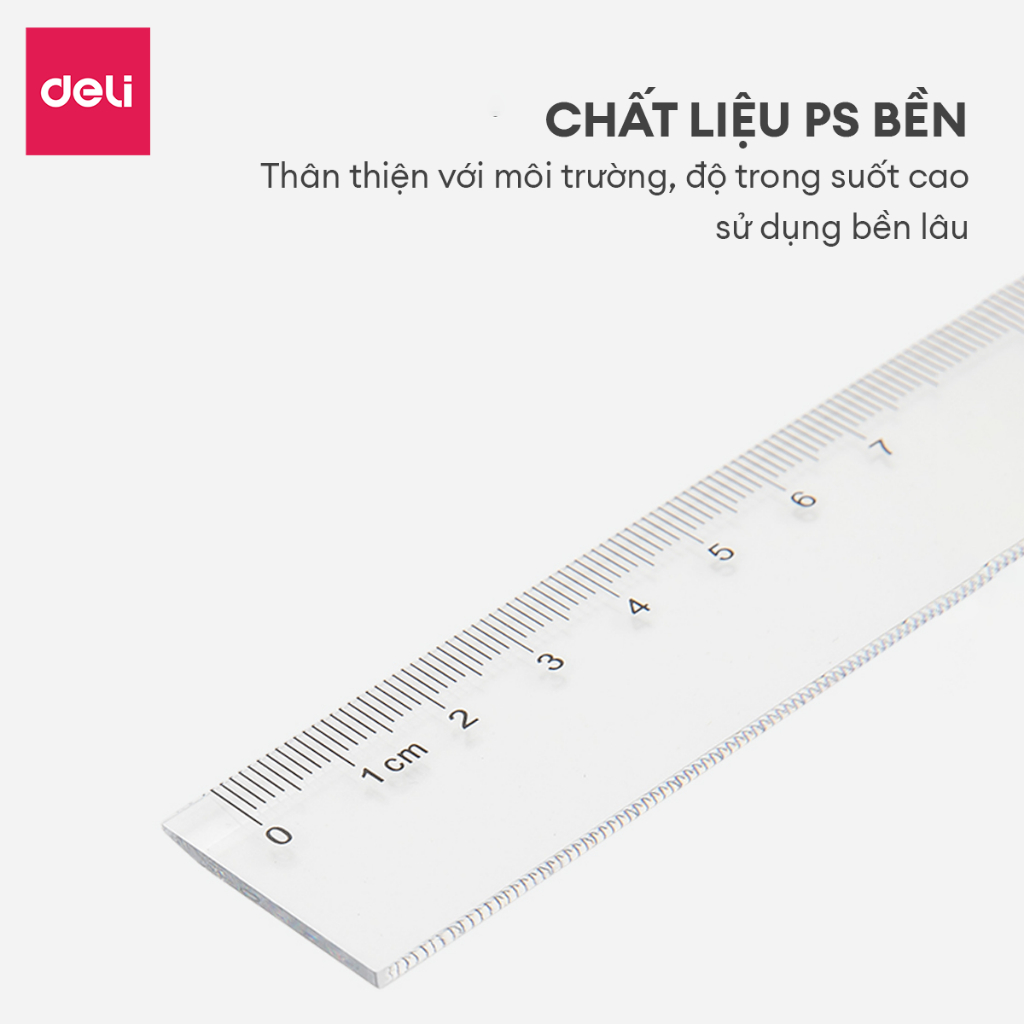 deli
CHẤT LIỆU PS BỀN
Thân thiện với môi trường, độ trong suốt cao
sử dụng bền lâu
7
6
5
4
3
2
1 cm
0